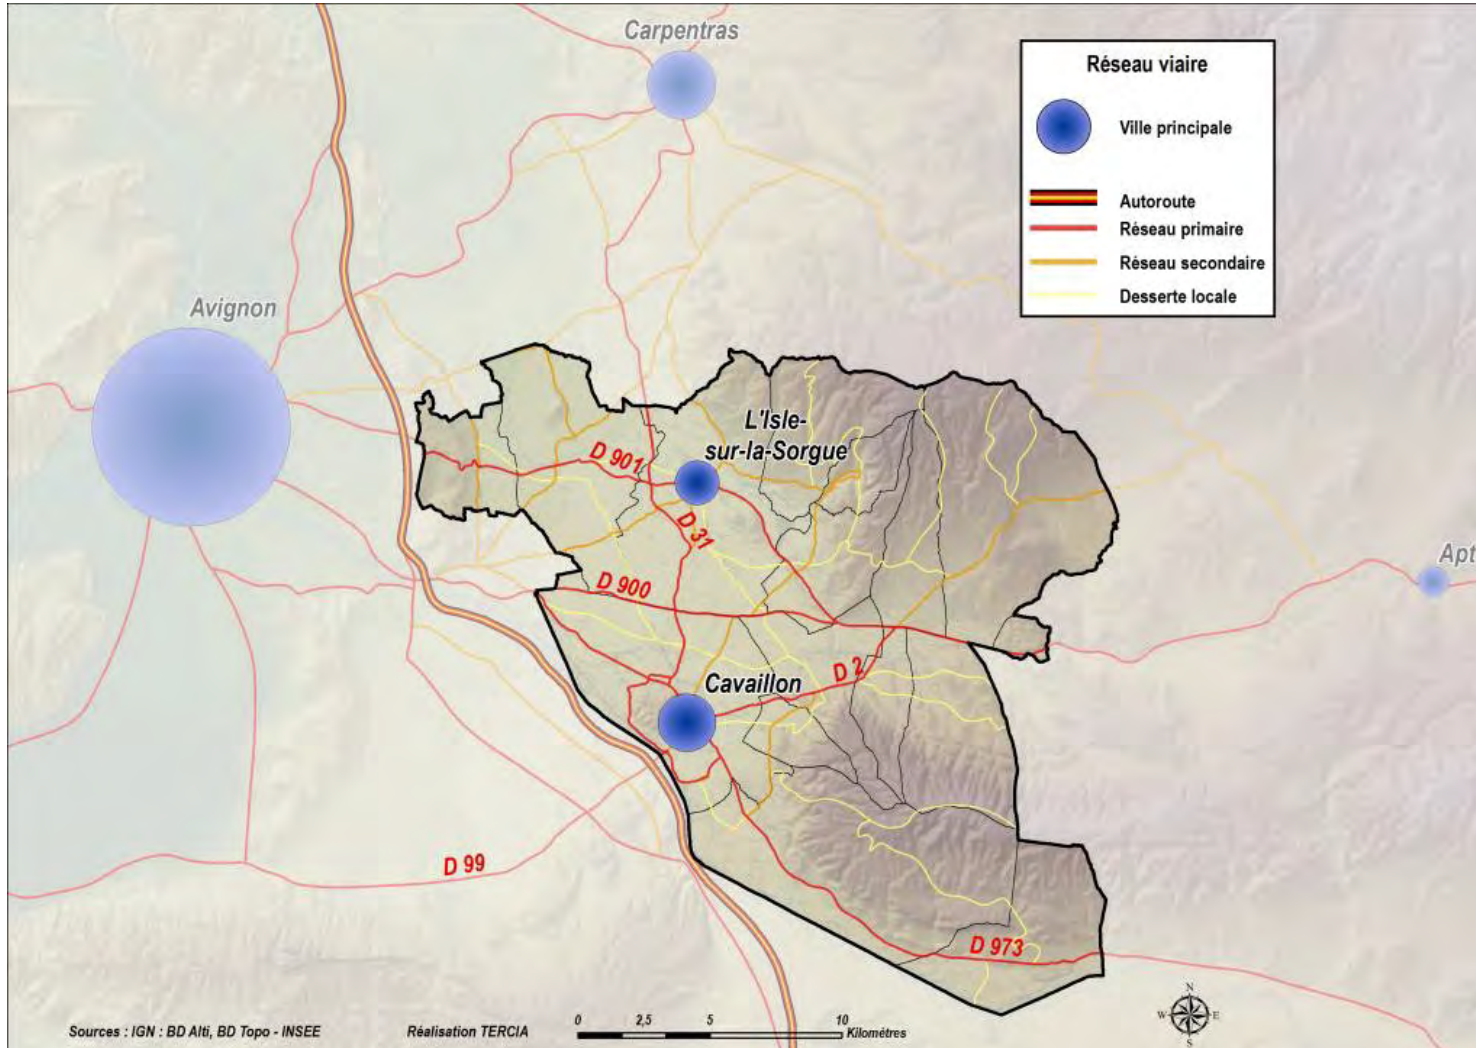 Carpentras
Réseau viaire
Ville principale
Autoroute
Réseau primaire
Réseau secondaire
Desserte locale
Avignon
L'Isle-
sur-la-Sorgue
D 901
D 31
Apt
D 900
D 2
Cavaillon
D 99
D 973
N
W E
S
Sources : IGN : BD Alti, BD Topo - INSEE
Réalisation TERCIA
0 2,5 5 10
Kilométres